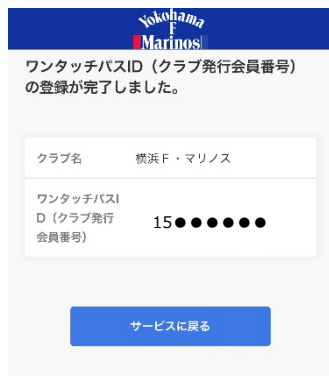 Yokohama
F
Marinos
ワンタッチパスID（クラブ発行会員番号）
の登録が完了しました。
クラブ名
横浜Ｆ・マリノス
ワンタッチパスI
D（クラブ発行
会員番号）
15●●●●●●
サービスに戻る